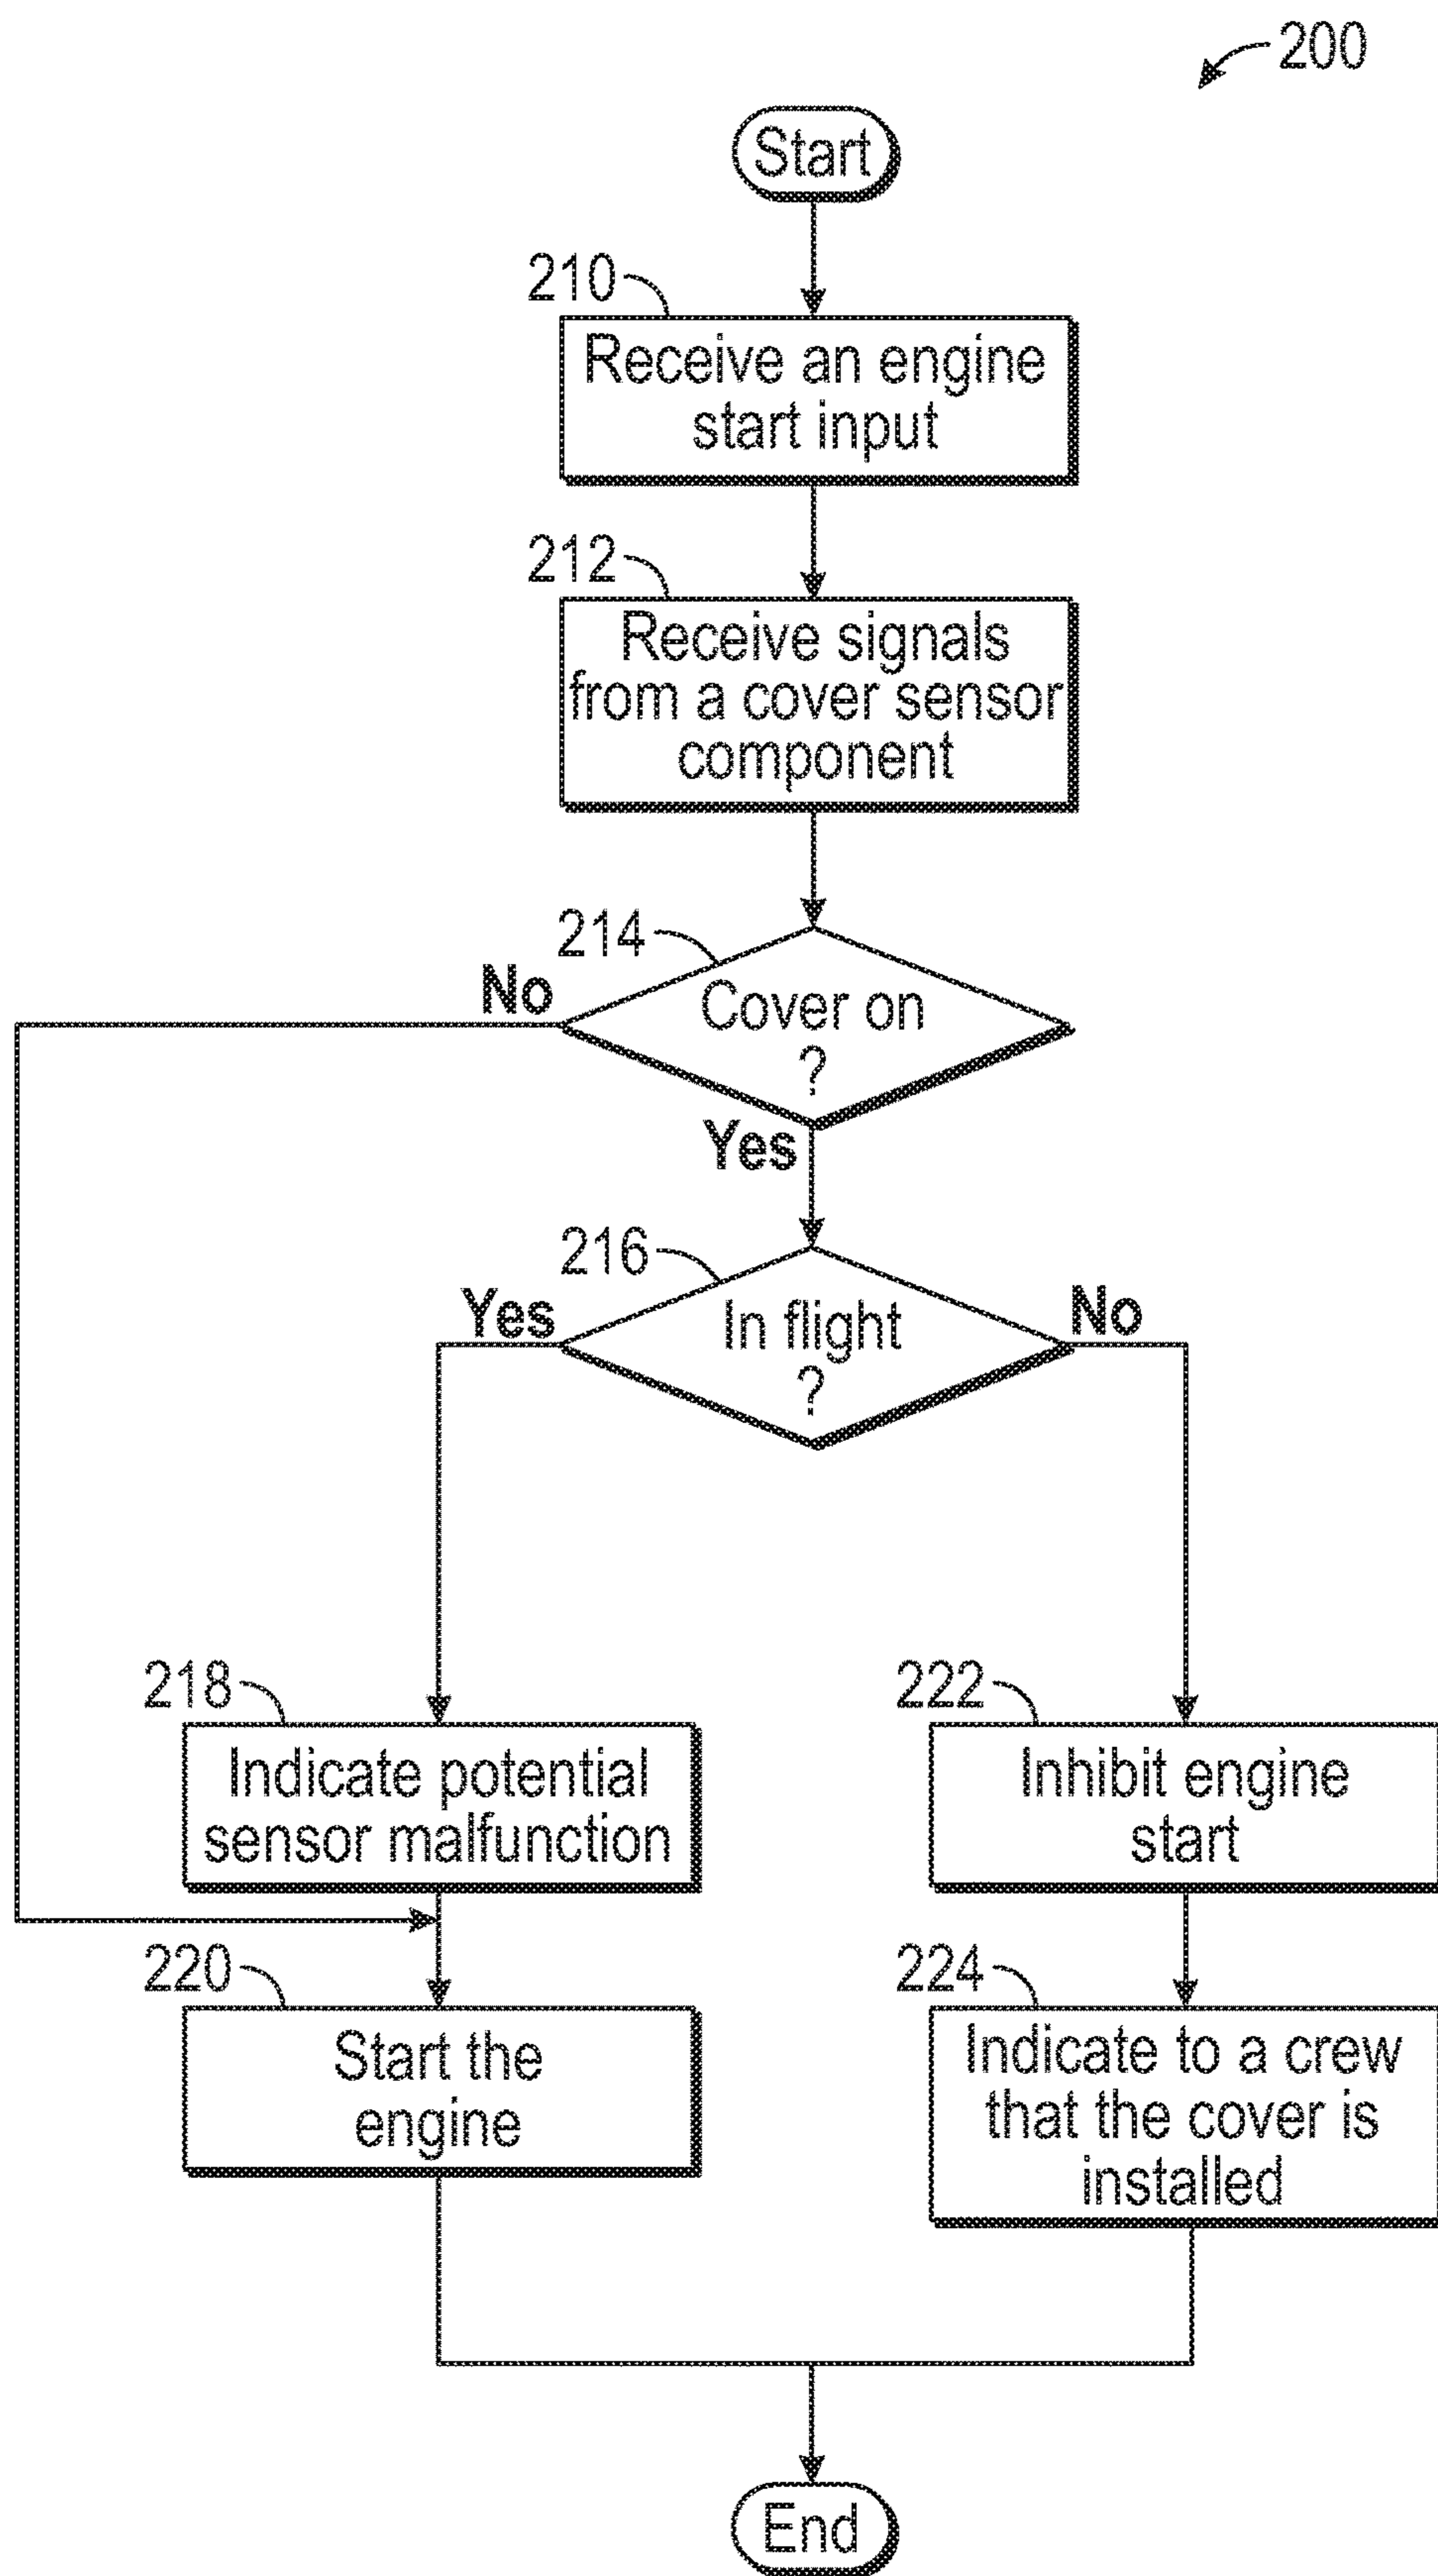 200
Start
210
Receive an engine
start input
212
Receive signals
from a cover sensor
component
214
No
Cover on
?
Yes
216
Yes
In flight
?
No
218
Indicate potential
sensor malfunction
222
Inhibit engine
start
220
Start the
engine
224
Indicate to a crew
that the cover is
installed
End